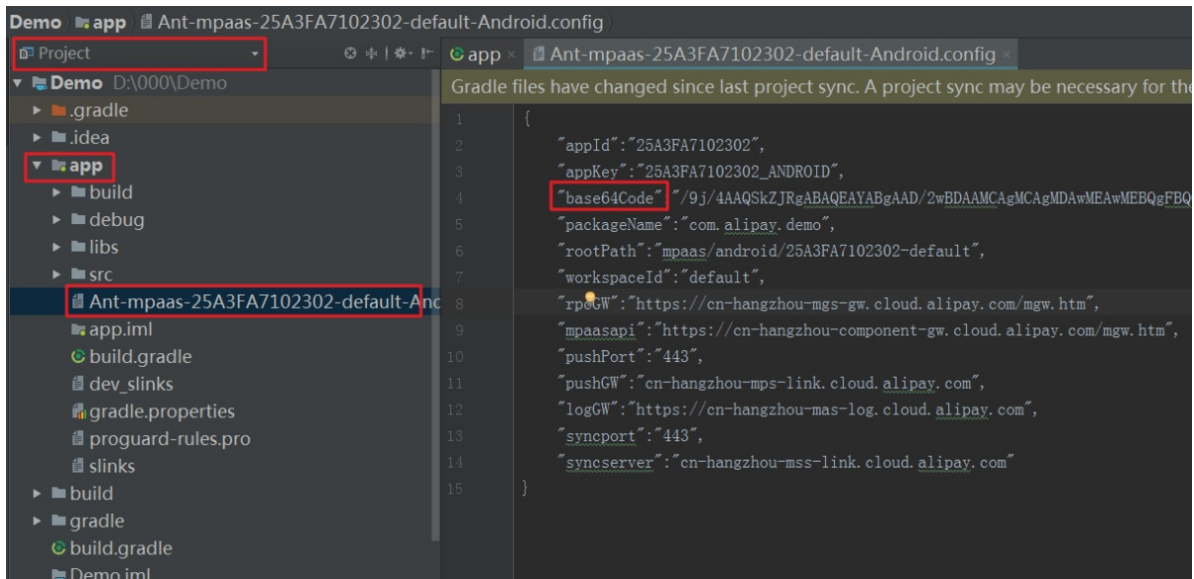 Demo app Ant-mpaas-25A3FA7102302-default-Android.config
Project
app Ant-mpaas-25A3FA7102302-default-Android.config
Demo D:\000\Demo
.gradle
.idea
app
build
debug
libs
src
Ant-mpaas-25A3FA7102302-default-And
app.iml
build.gradle
dev_slinks
gradle.properties
proguard-rules.pro
slinks
build
gradle
build.gradle
Demo.iml
Gradle files have changed since last project sync. A project sync may be necessary for the
1 {
2 "appId":"25A3FA7102302",
3 "appKey":"25A3FA7102302_ANDROID",
4 "base64Code":"/9j/4AAQSkZJRgABAQEAYABgAAD/2wBDAAMCAgMCAgMDAwMEAwMEBQgFBQ
5 "packageName":"com.alipay.demo",
6 "rootPath":"mpaas/android/25A3FA7102302-default",
7 "workspaceId":"default",
8 "rpcGW":"https://cn-hangzhou-mgs-gw.cloud.alipay.com/mgw.htm",
9 "mpaasapi":"https://cn-hangzhou-component-gw.cloud.alipay.com/mgw.htm",
10 "pushPort":"443",
11 "pushGW":"cn-hangzhou-mps-link.cloud.alipay.com",
12 "logGW":"https://cn-hangzhou-mas-log.cloud.alipay.com",
13 "syncport":"443",
14 "syncserver":"cn-hangzhou-mss-link.cloud.alipay.com"
15 }